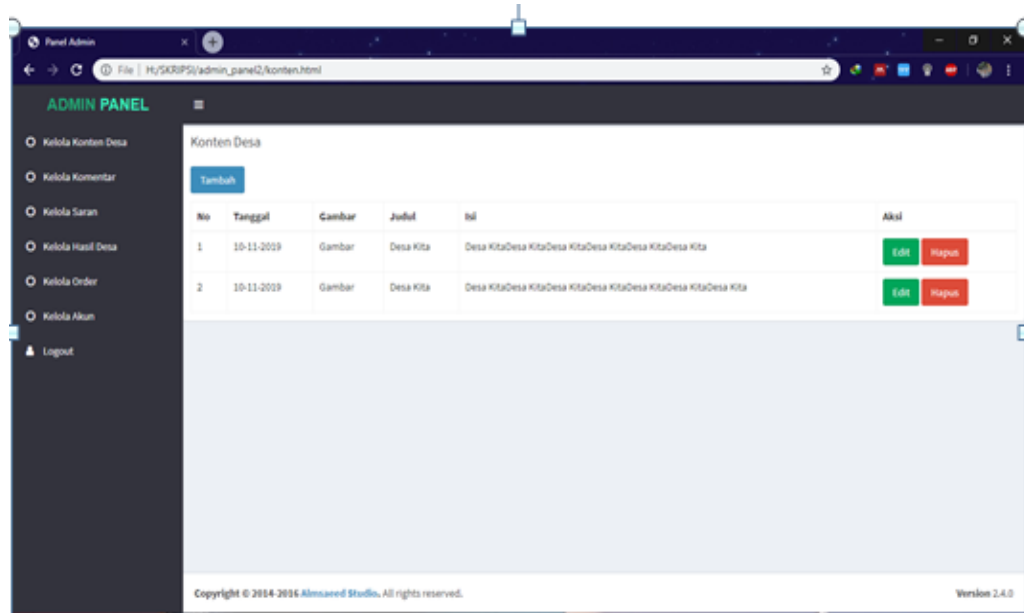 Panel Admin
File | H:/SKRIPSI/admin_panel2/konten.html
ADMIN PANEL
Kelola Konten Desa
Kelola Komentar
Kelola Saran
Kelola Hasil Desa
Kelola Order
Kelola Akun
Logout
Konten Desa
Tambah
No Tanggal Gambar Judul Isi Aksi
1 10-11-2019 Gambar Desa Kita Desa KitaDesa KitaDesa KitaDesa KitaDesa KitaDesa Kita Edit Hapus
2 10-11-2019 Gambar Desa Kita Desa KitaDesa KitaDesa KitaDesa KitaDesa KitaDesa KitaDesa Kita Edit Hapus
Copyright © 2014-2016 Almsaeed Studio. All rights reserved.
Version 2.4.0